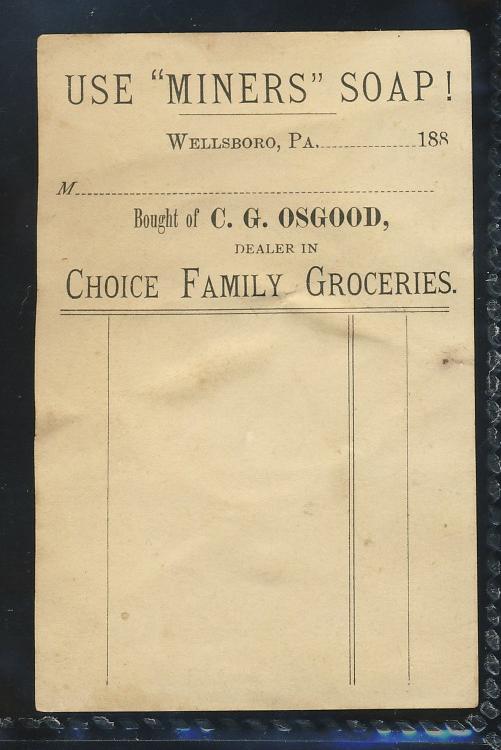 USE "MINERS" SOAP!
WELLSBORO, PA. 188
M
Bought of C. G. OSGOOD,
DEALER IN
CHOICE FAMILY GROCERIES.